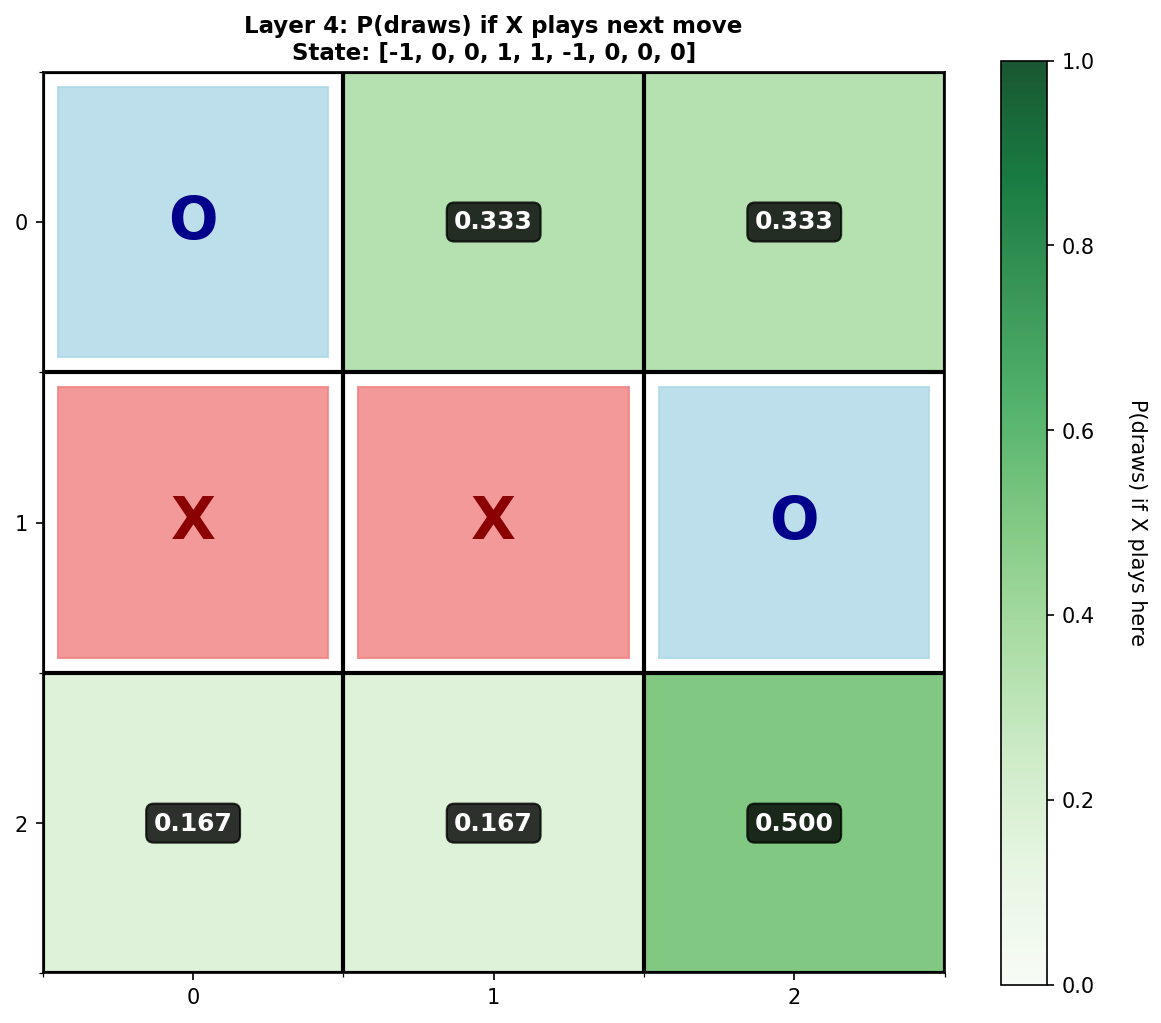 Layer 4: P(draws) if X plays next move
State: [-1, 0, 0, 1, 1, -1, 0, 0, 0]
0
O
0.333
0.333
1
X
X
O
2
0.167
0.167
0.500
0
1
2
1.0
0.8
0.6
0.4
0.2
0.0
P(draws) if X plays here